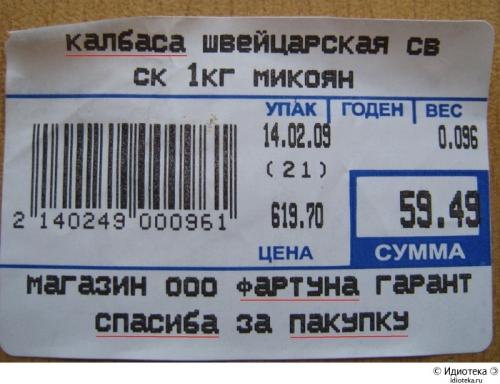 калбаса швейцарская св
ск 1кг микоян
УПАК ГОДЕН ВЕС
14.02.09 0.096
(21)
2 140249 000961
619.70 59.49
ЦЕНА СУММА
магазин ооо фартуна гарант
спасиба за пакупку
© Идиотека
idioteka.ru